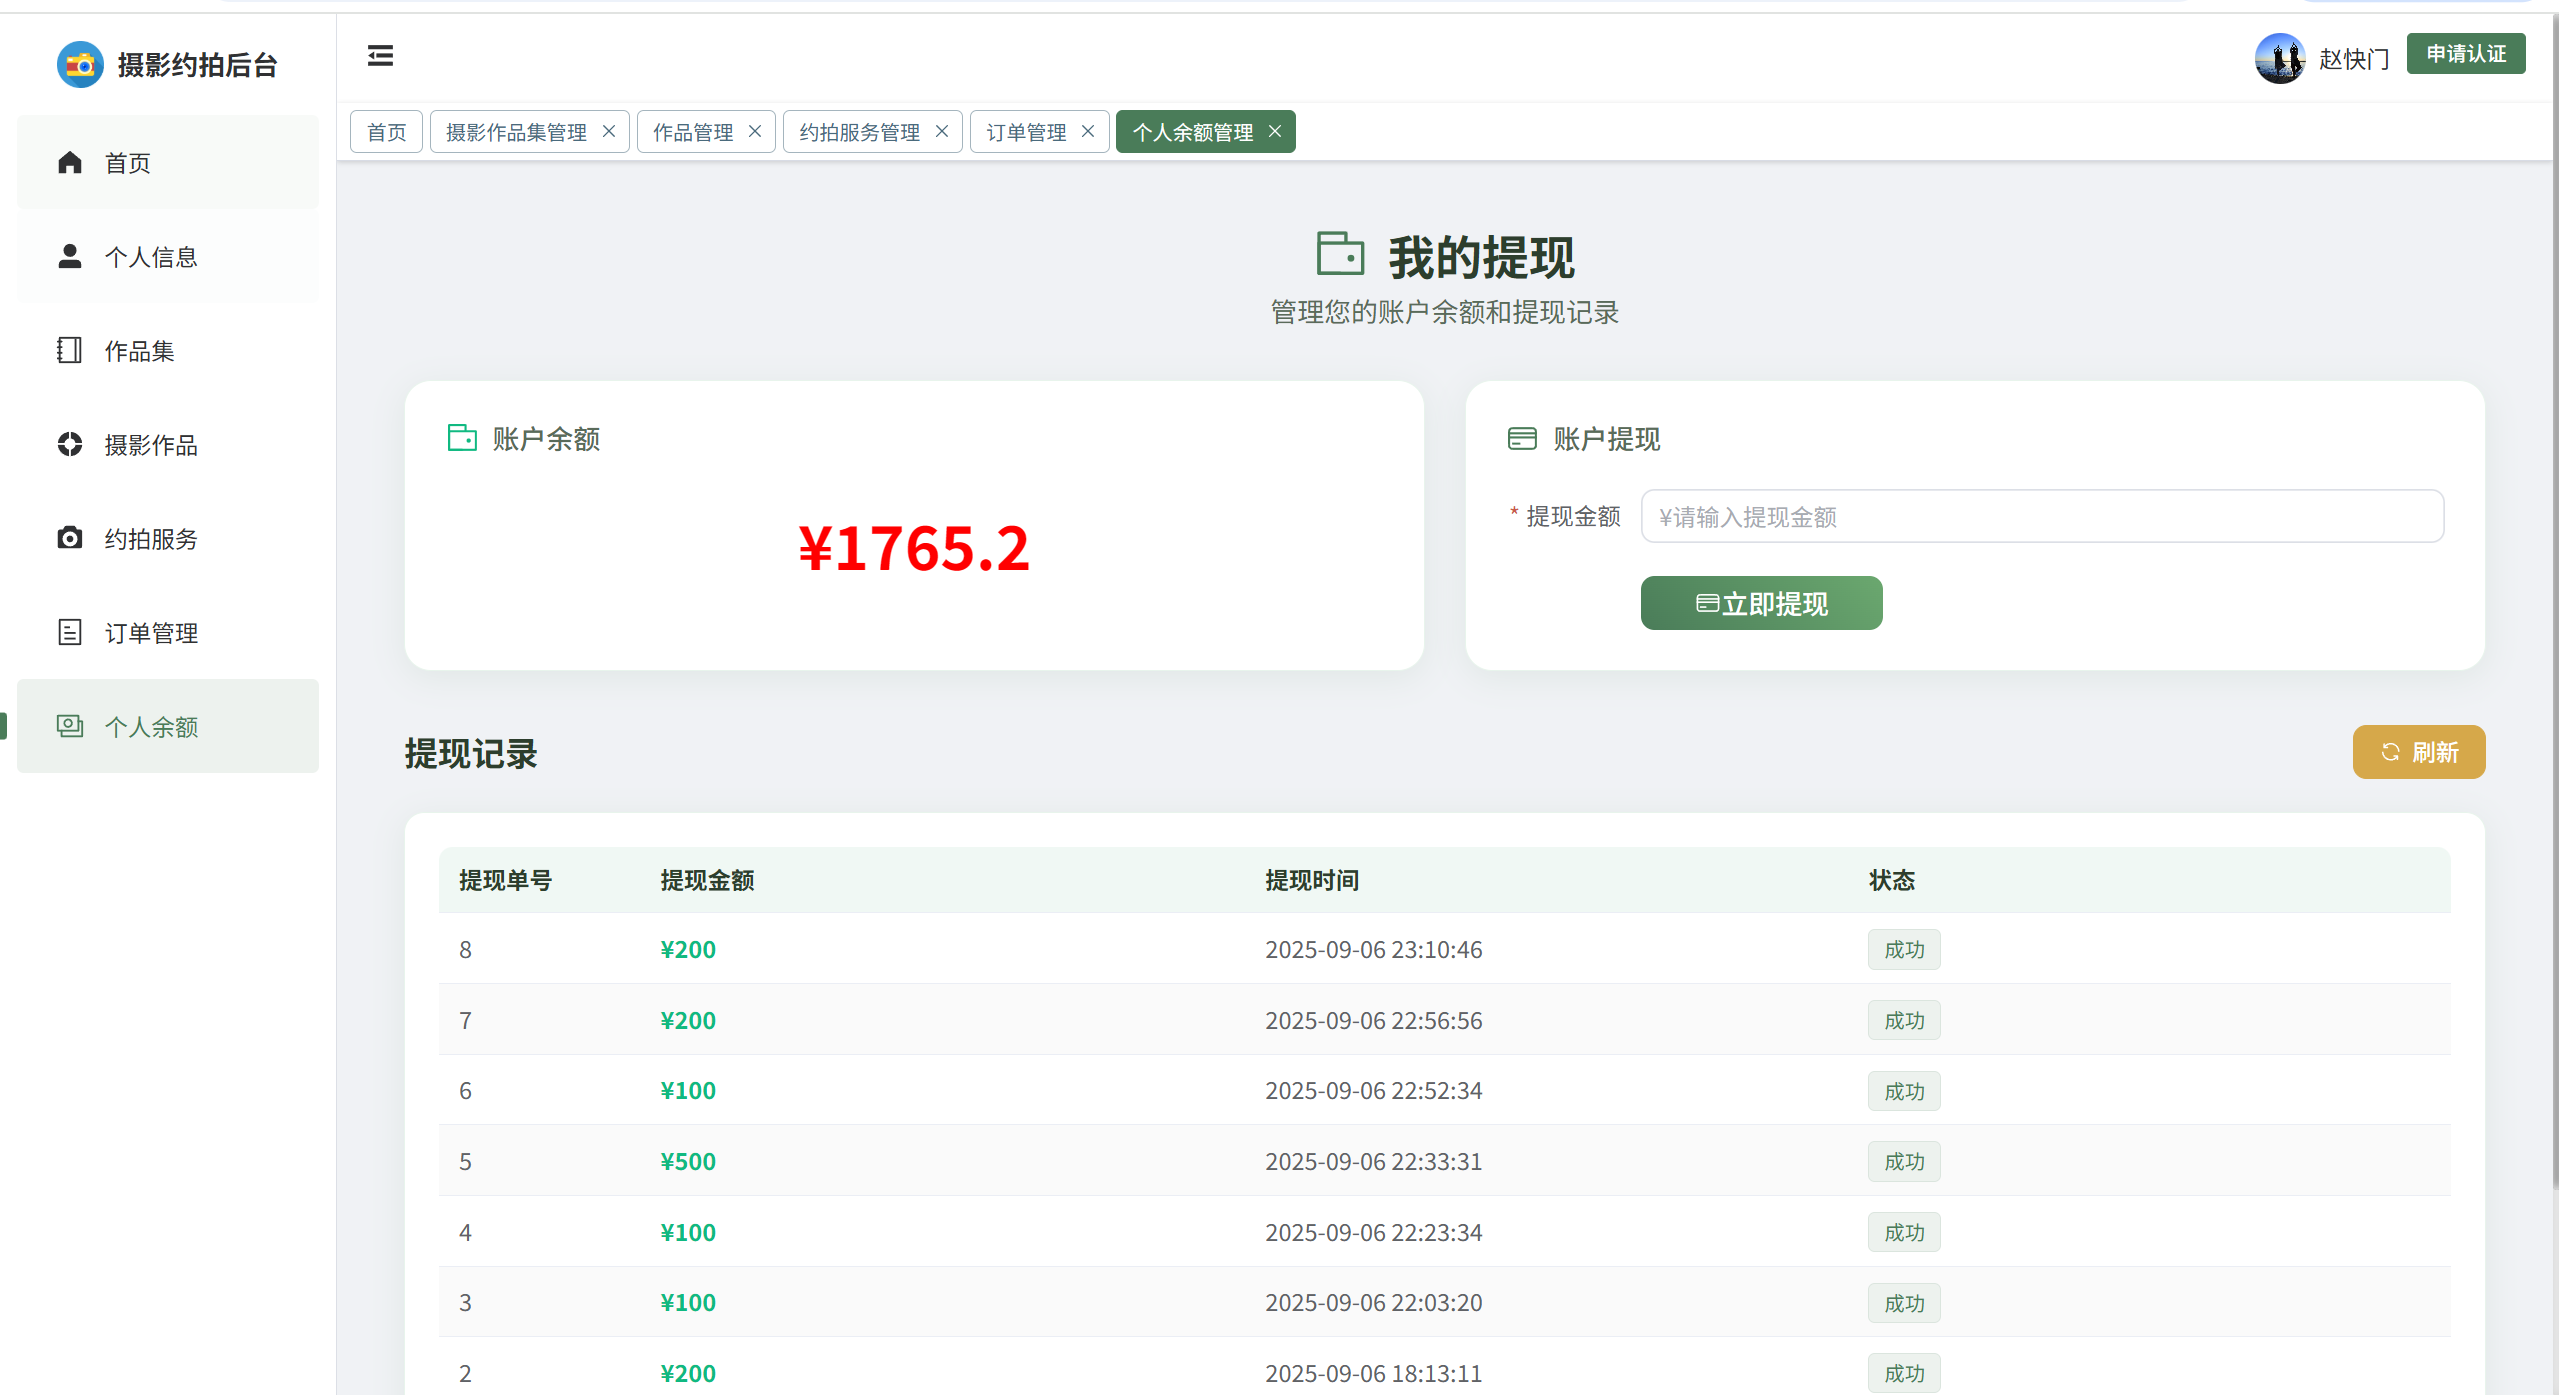 摄影约拍后台
赵快门
申请认证
首页
摄影作品集管理
作品管理
约拍服务管理
订单管理
个人余额管理
首页
个人信息
作品集
摄影作品
约拍服务
订单管理
个人余额
我的提现
管理您的账户余额和提现记录
账户余额
¥1765.2
账户提现
* 提现金额
¥请输入提现金额
立即提现
提现记录
刷新
提现单号 提现金额 提现时间 状态
8 ¥200 2025-09-06 23:10:46 成功
7 ¥200 2025-09-06 22:56:56 成功
6 ¥100 2025-09-06 22:52:34 成功
5 ¥500 2025-09-06 22:33:31 成功
4 ¥100 2025-09-06 22:23:34 成功
3 ¥100 2025-09-06 22:03:20 成功
2 ¥200 2025-09-06 18:13:11 成功